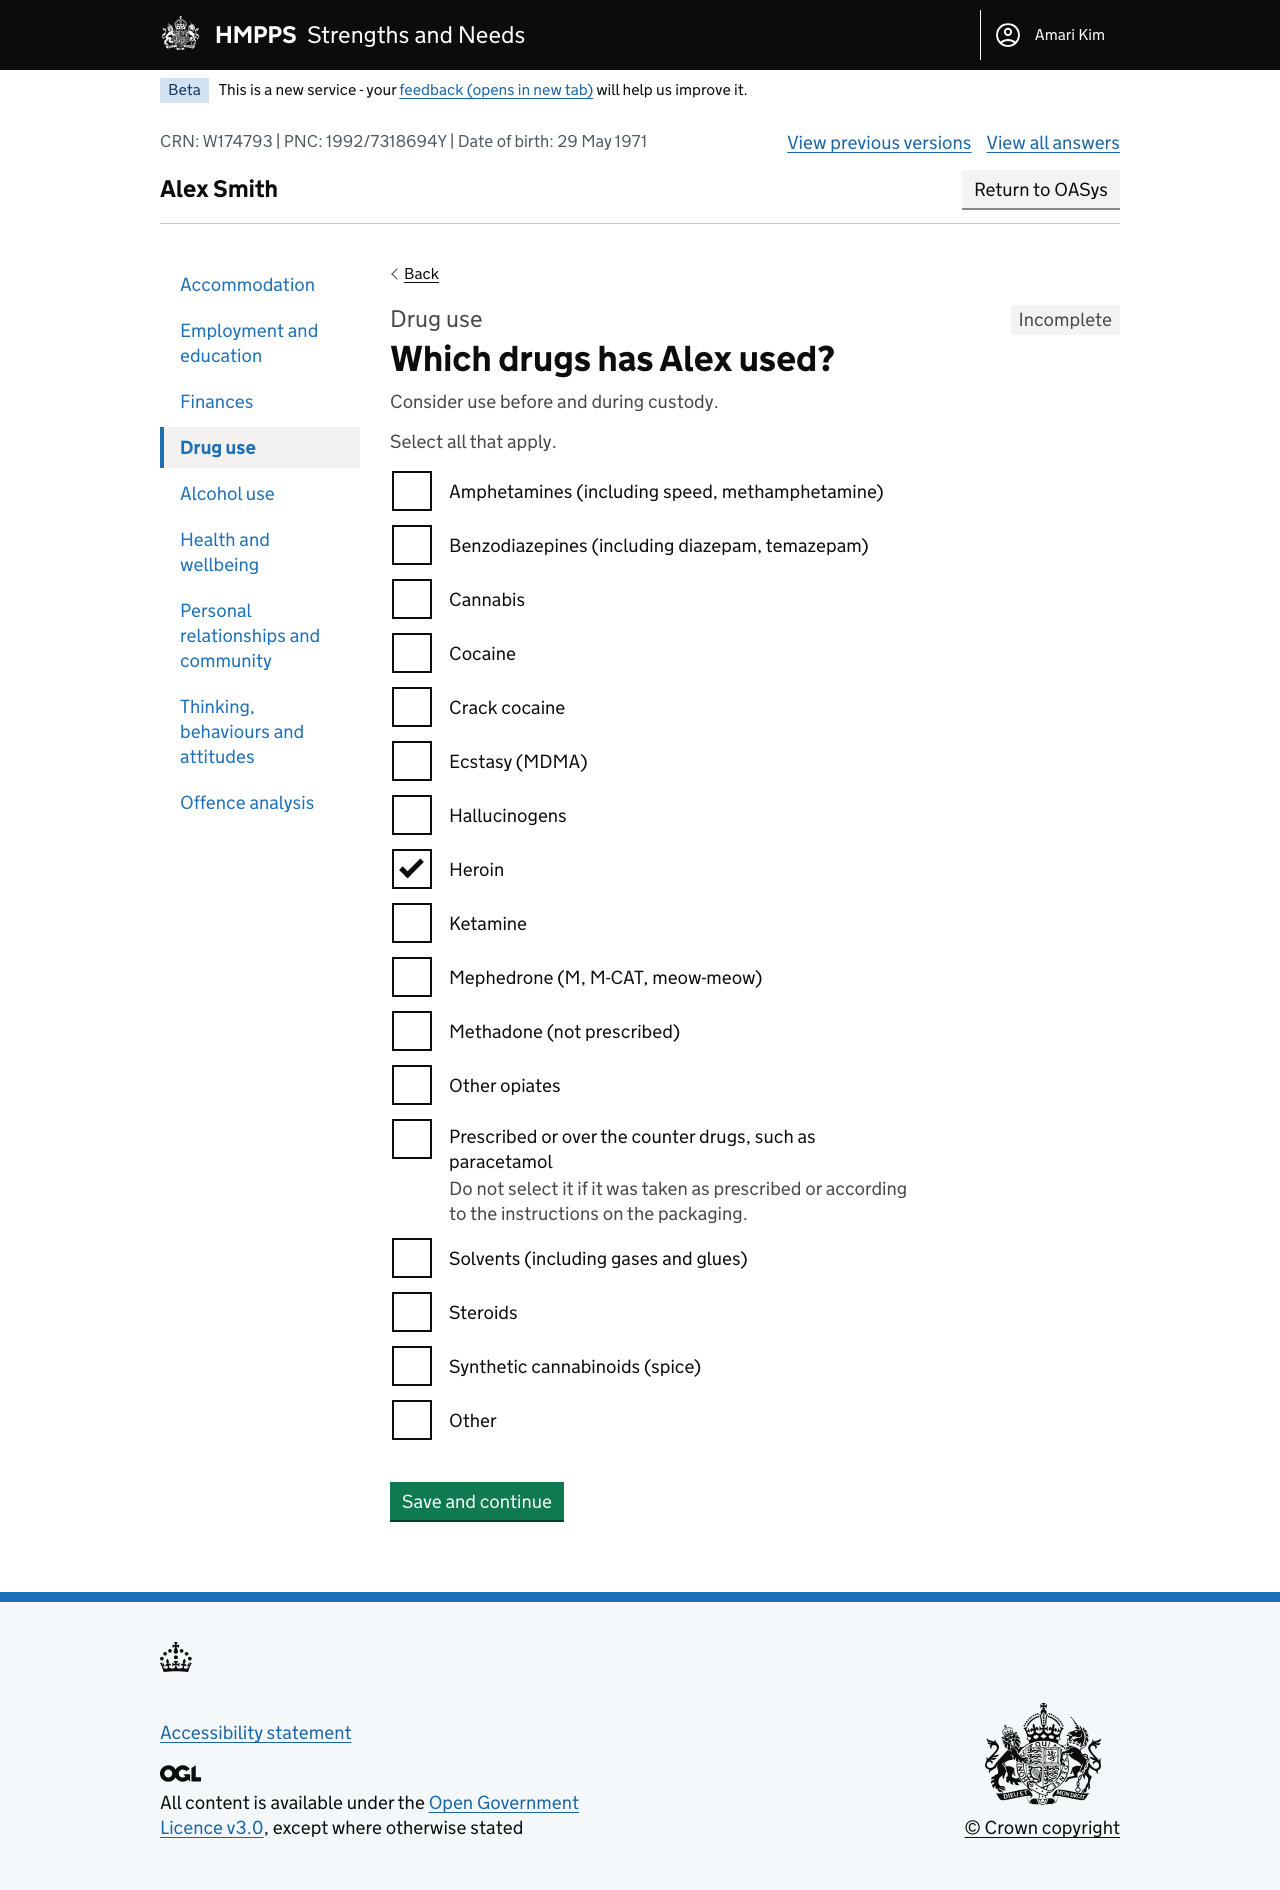 HMPPS Strengths and Needs
Amari Kim
Beta This is a new service - your feedback (opens in new tab) will help us improve it.
CRN: W174793 | PNC: 1992/7318694Y | Date of birth: 29 May 1971
View previous versions View all answers
Alex Smith
Return to OASys
Accommodation
Employment and
education
Finances
Drug use
Alcohol use
Health and
wellbeing
Personal
relationships and
community
Thinking,
behaviours and
attitudes
Offence analysis
Back
Drug use
Incomplete
Which drugs has Alex used?
Consider use before and during custody.
Select all that apply.
Amphetamines (including speed, methamphetamine)
Benzodiazepines (including diazepam, temazepam)
Cannabis
Cocaine
Crack cocaine
Ecstasy (MDMA)
Hallucinogens
Heroin
Ketamine
Mephedrone (M, M-CAT, meow-meow)
Methadone (not prescribed)
Other opiates
Prescribed or over the counter drugs, such as
paracetamol
Do not select it if it was taken as prescribed or according
to the instructions on the packaging.
Solvents (including gases and glues)
Steroids
Synthetic cannabinoids (spice)
Other
Save and continue
Accessibility statement
OGL
All content is available under the Open Government
Licence v3.0, except where otherwise stated
© Crown copyright